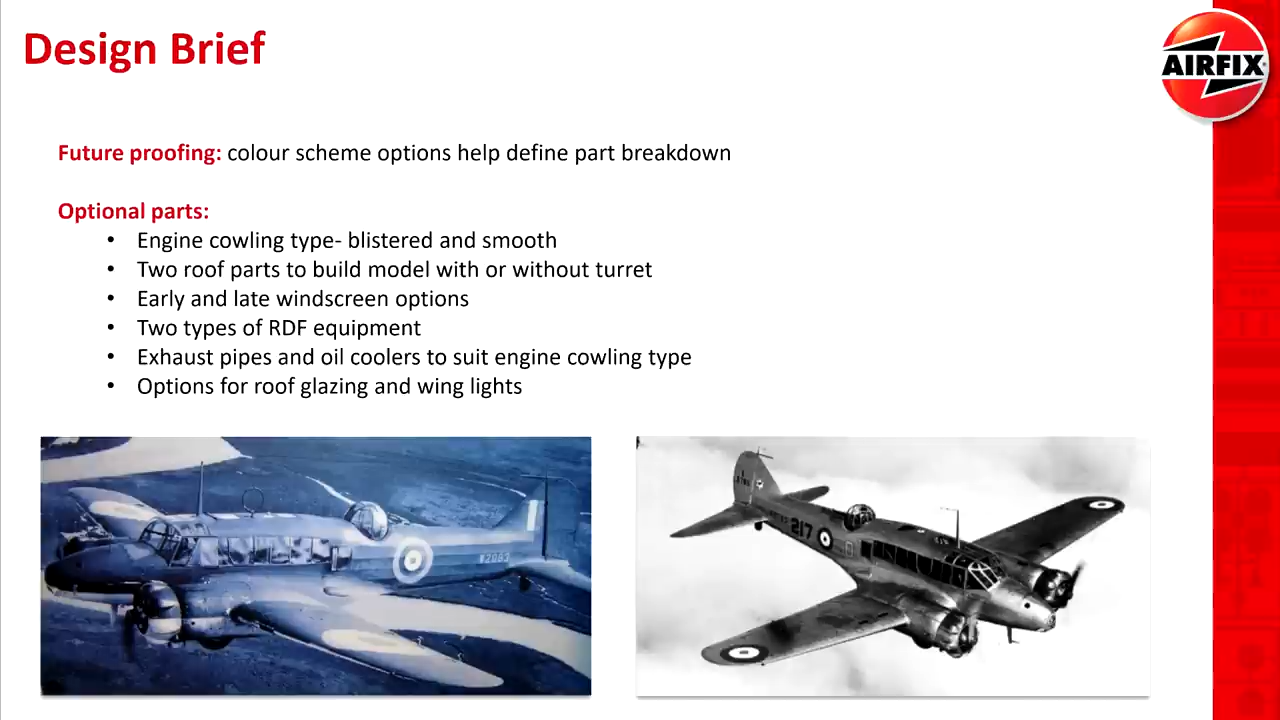 Design Brief
AIRFIX
Future proofing: colour scheme options help define part breakdown
Optional parts:
• Engine cowling type- blistered and smooth
• Two roof parts to build model with or without turret
• Early and late windscreen options
• Two types of RDF equipment
• Exhaust pipes and oil coolers to suit engine cowling type
• Options for roof glazing and wing lights
217